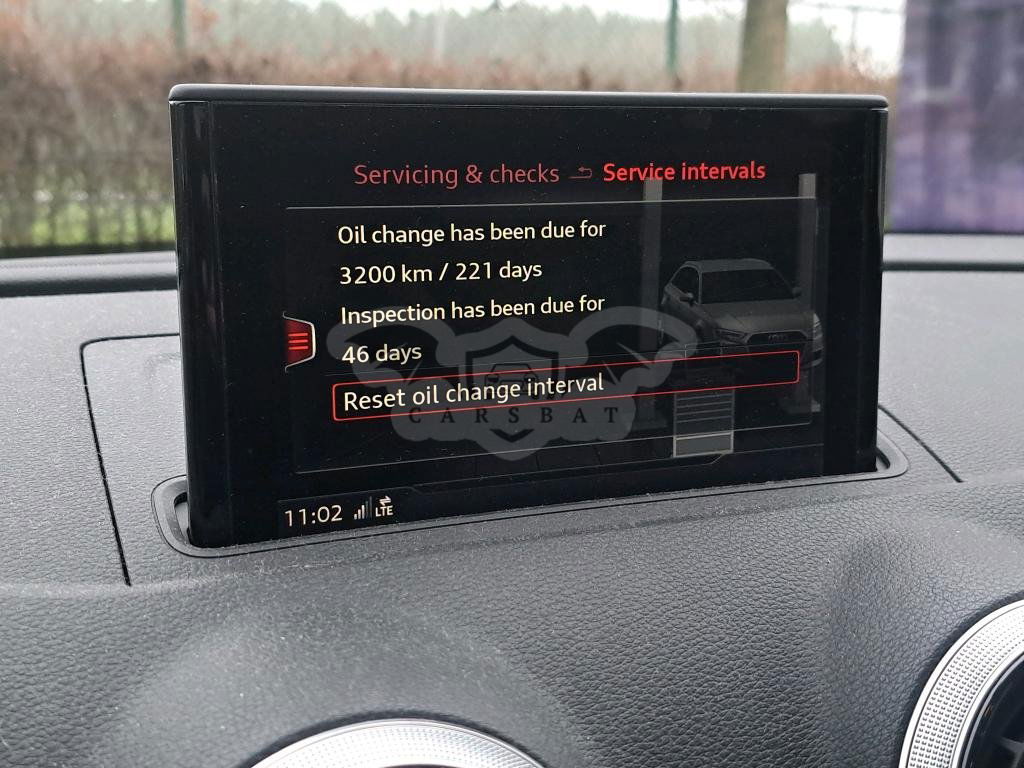 Servicing & checks Service intervals
Oil change has been due for
3200 km / 221 days
Inspection has been due for
46 days
Reset oil change interval
CARSBAT
11:02 LTE